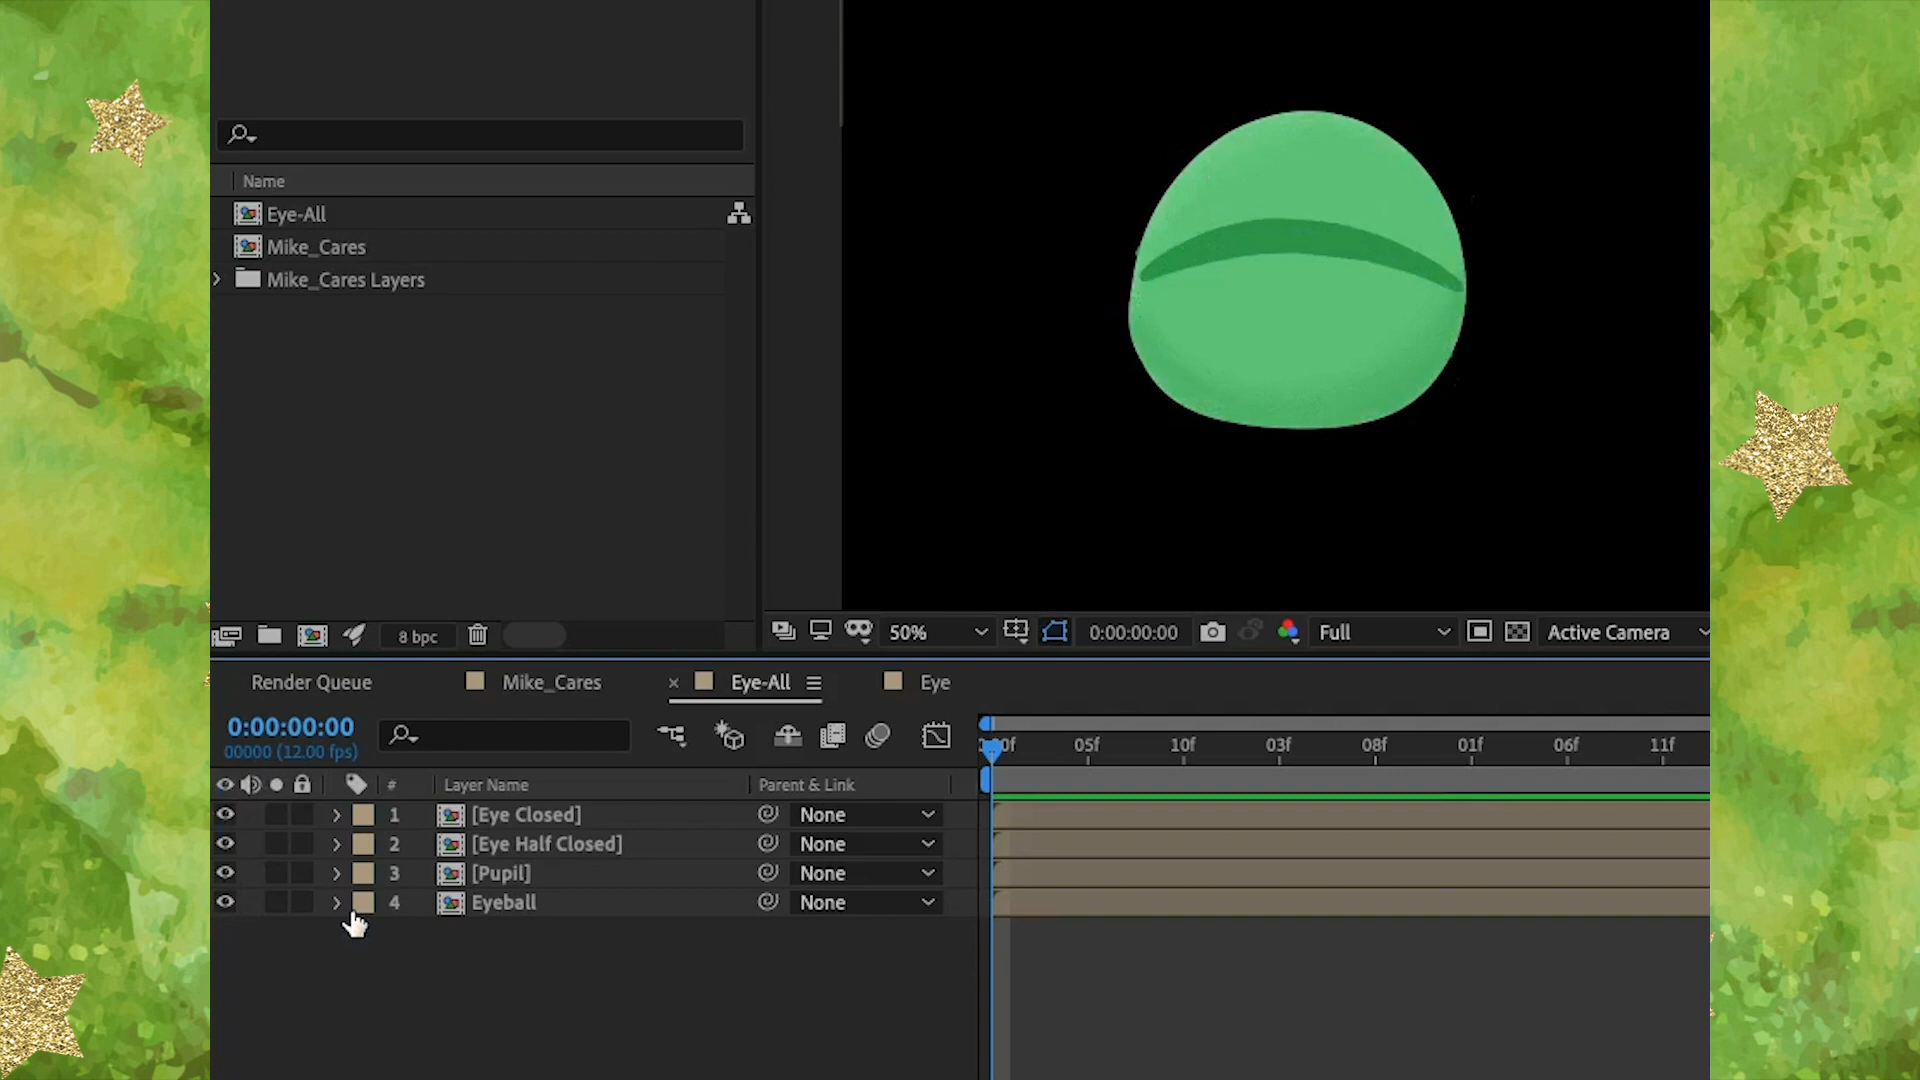 Name
Eye-All
Mike_Cares
Mike_Cares Layers
8 bpc
50%
0:00:00:00
Full
Active Camera
Render Queue
Mike_Cares
Eye-All
Eye
0:00:00:00
00000 (12.00 fps)
05f 10f 03f 08f 01f 06f 11f
# Layer Name Parent & Link
1 [Eye Closed] None
2 [Eye Half Closed] None
3 [Pupil] None
4 Eyeball None